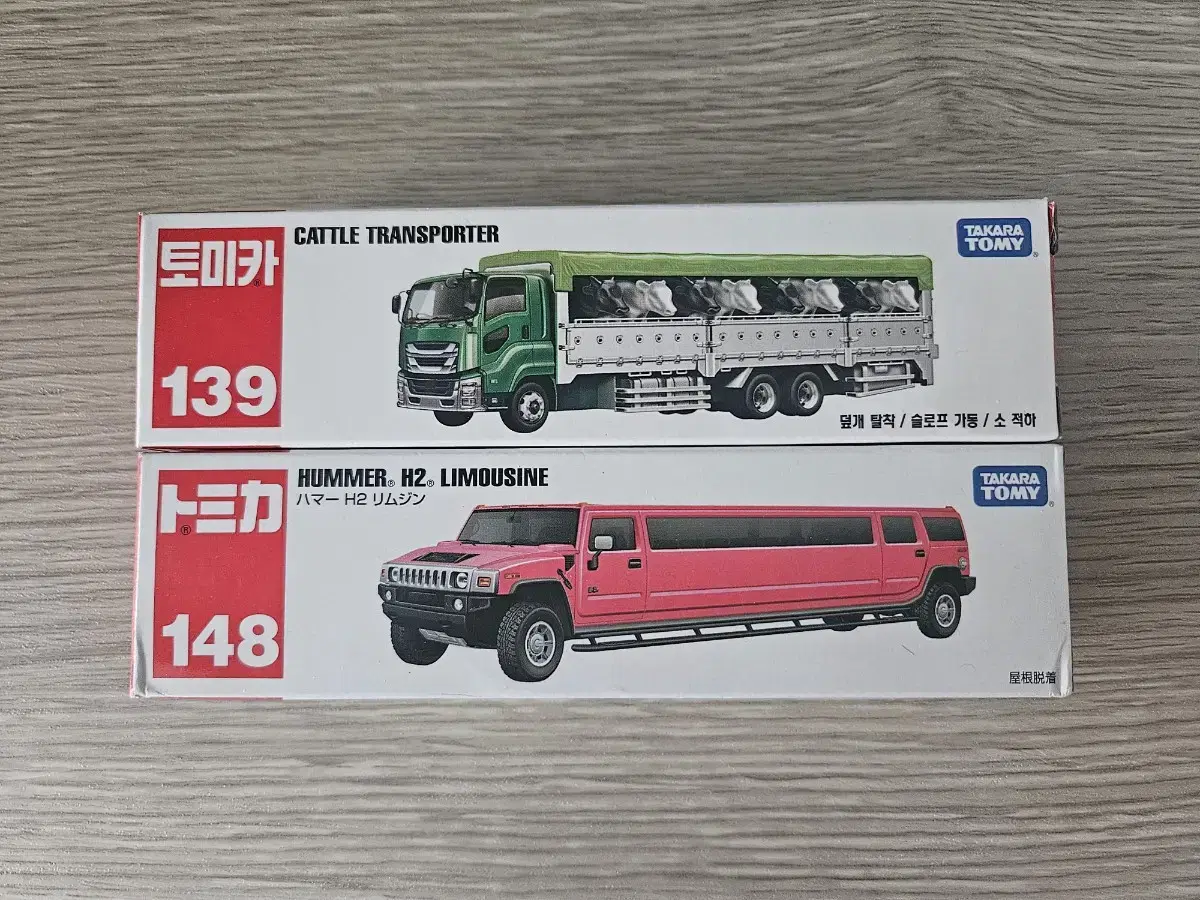 토미카®
139
CATTLE TRANSPORTER
TAKARA TOMY®
덮개 탈착 / 슬로프 가동 / 소 적하
トミカ®
148
HUMMER® H2® LIMOUSINE
ハマー H2 リムジン
TAKARA TOMY®
屋根脱着